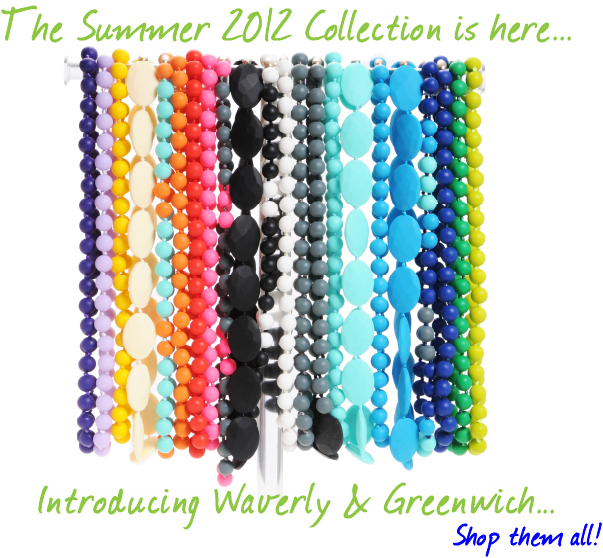 The Summer 2012 Collection is here...
Introducing Waverly & Greenwich...
Shop them all!